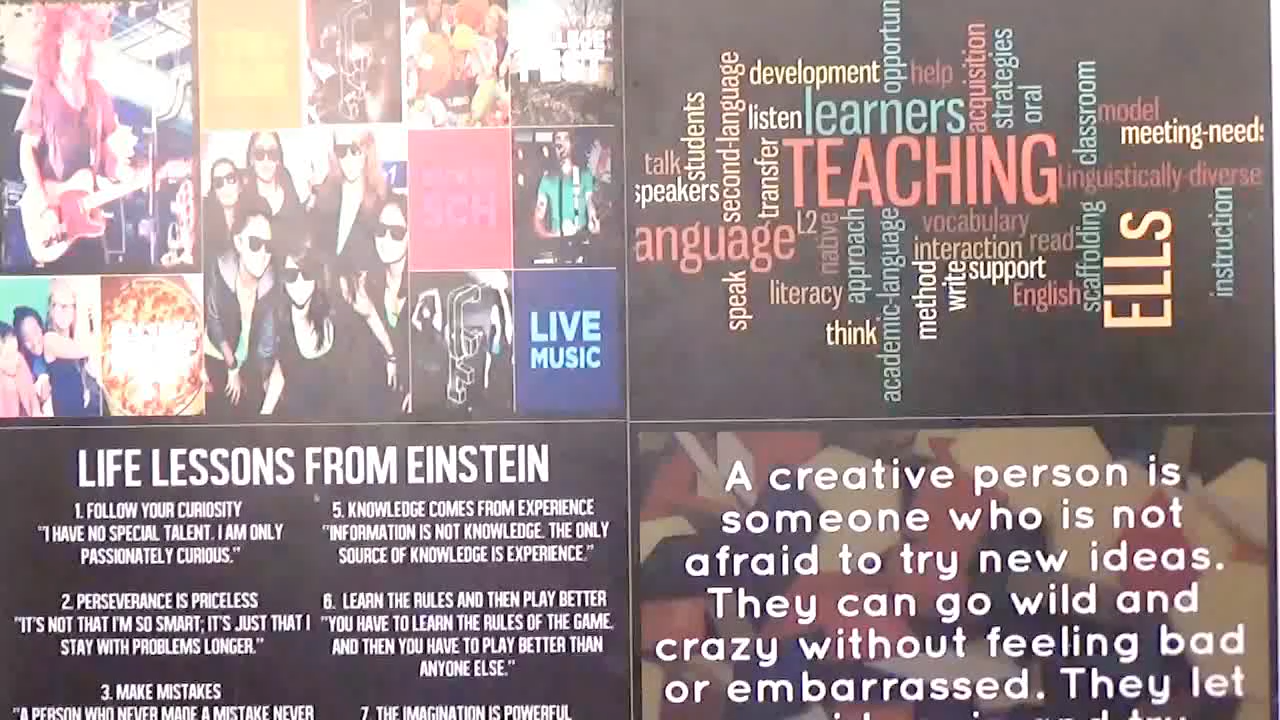 LIVE
MUSIC
opportun
development
help
acquisition
strategies
oral
students
second-language
listen
learners
classroom
model
meeting-needs
talk
transfer
TEACHING
Linguistically-diverse
speakers
anguage
L2
native
approach
academic-language
vocabulary
interaction
read
scaffolding
ELLS
instruction
speak
literacy
method
write
support
English
think
LIFE LESSONS FROM EINSTEIN
1. FOLLOW YOUR CURIOSITY
"I HAVE NO SPECIAL TALENT. I AM ONLY
PASSIONATELY CURIOUS."
2. PERSEVERANCE IS PRICELESS
"IT'S NOT THAT I'M SO SMART; IT'S JUST THAT I
STAY WITH PROBLEMS LONGER."
3. MAKE MISTAKES
"A PERSON WHO NEVER MADE A MISTAKE NEVER
5. KNOWLEDGE COMES FROM EXPERIENCE
"INFORMATION IS NOT KNOWLEDGE. THE ONLY
SOURCE OF KNOWLEDGE IS EXPERIENCE."
6. LEARN THE RULES AND THEN PLAY BETTER
"YOU HAVE TO LEARN THE RULES OF THE GAME.
AND THEN YOU HAVE TO PLAY BETTER THAN
ANYONE ELSE."
7. THE IMAGINATION IS POWERFUL
A creative person is
someone who is not
afraid to try new ideas.
They can go wild and
crazy without feeling bad
or embarrassed. They let